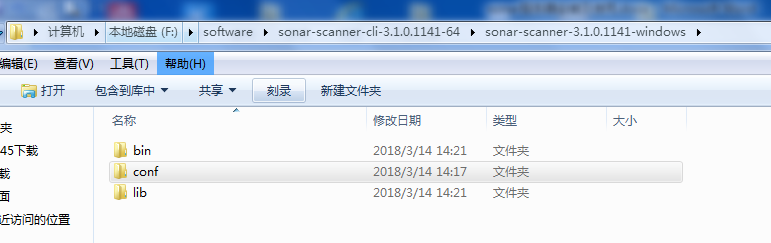 计算机 本地磁盘 (F:) software sonar-scanner-cli-3.1.0.1141-64 sonar-scanner-3.1.0.1141-windows
编辑(E) 查看(V) 工具(T) 帮助(H)
打开 包含到库中 共享 刻录 新建文件夹
名称 修改日期 类型 大小
夹
bin 2018/3/14 14:21 文件夹
45下载
conf 2018/3/14 14:17 文件夹
载
lib 2018/3/14 14:21 文件夹
面
近访问的位置